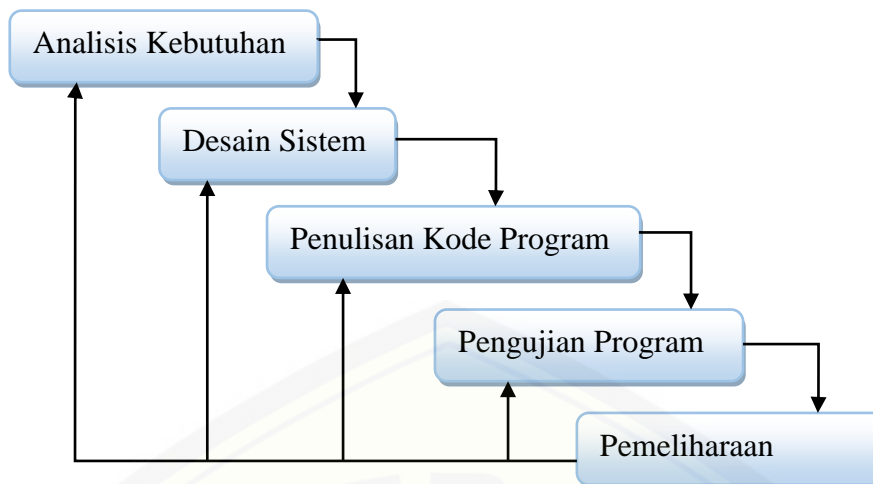 Analisis Kebutuhan
Desain Sistem
Penulisan Kode Program
Pengujian Program
Pemeliharaan